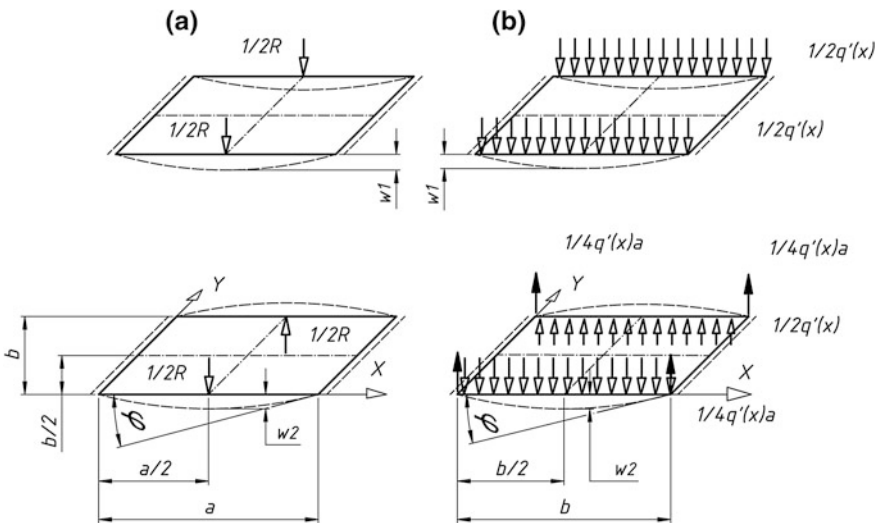 (a)
(b)
1/2R
1/2q'(x)
1/2R
1/2q'(x)
w1
w1
1/4q'(x)a
1/4q'(x)a
Y
Y
1/2R
1/2q'(x)
b
1/2R
X
X
b/2
φ
w2
1/4q'(x)a
φ
w2
a/2
b/2
a
b